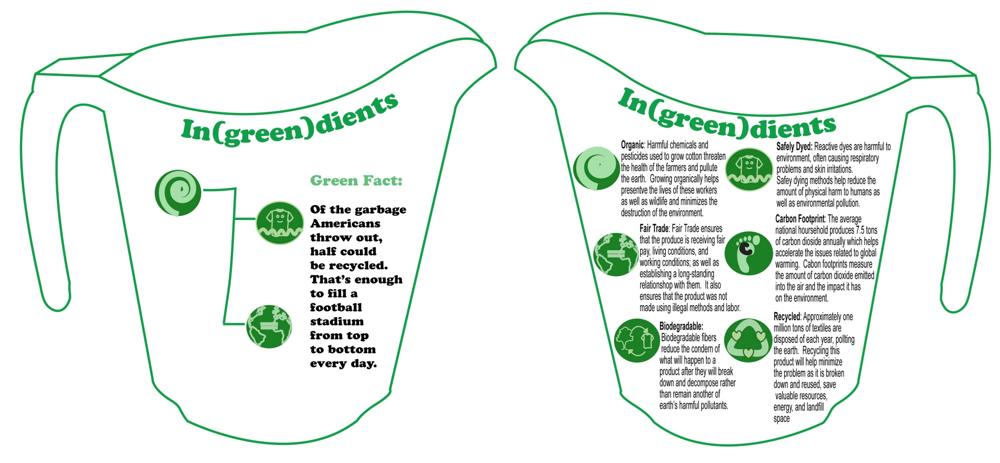 In(green)dients
Green Fact:
Of the garbage
Americans
throw out,
half could
be recycled.
That's enough
to fill a
football
stadium
from top
to bottom
every day.
In(green)dients
Organic: Harmful chemicals and
pesticides used to grow cotton threaten
the health of the farmers and pullute
the earth. Growing organically helps
presentve the lives of these workers
as well as wildlife and minimizes the
destruction of the environment.
Fair Trade: Fair Trade ensures
that the produce is receiving fair
pay, living conditions, and
working conditions; as well as
establishing a long-standing
relationshop with them. It also
ensures that the product was not
made using illegal methods and labor.
Biodegradable:
Biodegradable fibers
reduce the condern of
what will happen to a
product after they will break
down and decompose rather
than remain another of
earth's harmful pollutants.
Safely Dyed: Reactive dyes are harmful to
environment, often causing respiratory
problems and skin irritations.
Safey dying methods help reduce the
amount of physical harm to humans as
well as environmental pollution.
Carbon Footprint: The average
national hoursehold produces 7.5 tons
of carbon dioside annually which helps
accelerate the issues related to global
warming. Cabon footprints measure
the amount of carbon dioxide emitted
into the air and the impact it has
on the environment.
C
Recycled: Approximately one
million tons of textiles are
disposed of each year, pollting
the earth. Recycling this
product will help minimize
the problem as it is broken
down and reused, save
valuable resources,
energy, and landfill
space